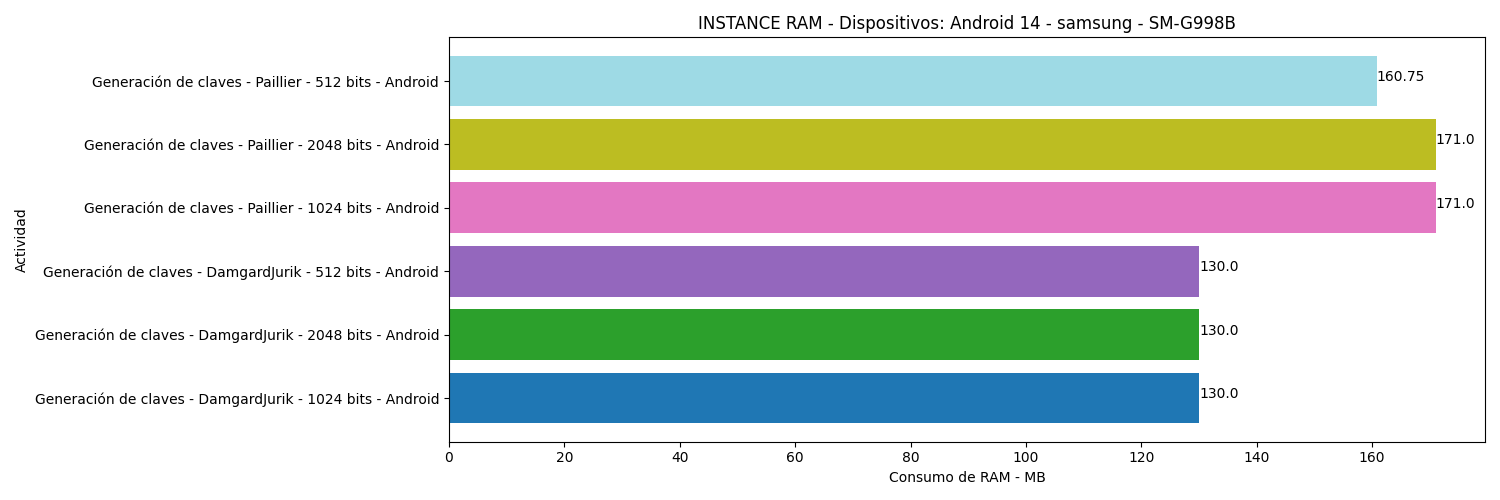 INSTANCE RAM - Dispositivos: Android 14 - samsung - SM-G998B
Generación de claves - Paillier - 512 bits - Android
160.75
Generación de claves - Paillier - 2048 bits - Android
171.0
Generación de claves - Paillier - 1024 bits - Android
171.0
Generación de claves - DamgardJurik - 512 bits - Android
130.0
Generación de claves - DamgardJurik - 2048 bits - Android
130.0
Generación de claves - DamgardJurik - 1024 bits - Android
130.0
Actividad
0 20 40 60 80 100 120 140 160
Consumo de RAM - MB